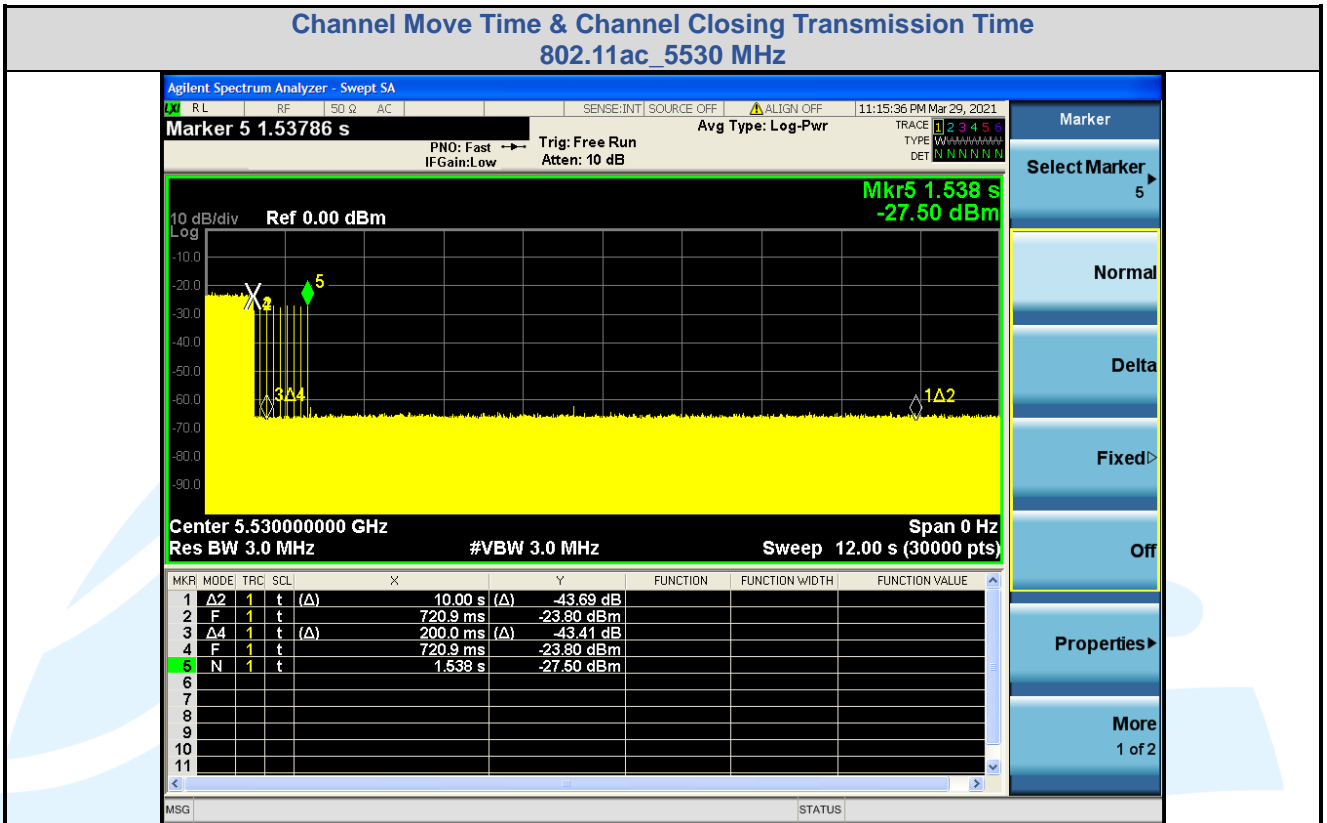 Channel Move Time & Channel Closing Transmission Time
802.11ac_5530 MHz
Agilent Spectrum Analyzer - Swept SA
LXI RL RF 50 Ω AC SENSE:INT SOURCE OFF ALIGN OFF 11:15:36 PM Mar 29, 2021
Marker 5 1.53786 s
PNO: Fast
IFGain:Low
Trig: Free Run
Atten: 10 dB
Avg Type: Log-Pwr
TRACE 1 2 3 4 5 6
TYPE W
DET N N N N N N
Mkr5 1.538 s
-27.50 dBm
10 dB/div Ref 0.00 dBm
Log
-10.0
-20.0
-30.0
-40.0
-50.0
-60.0
-70.0
-80.0
-90.0
5
3Δ4
1Δ2
Center 5.530000000 GHz Span 0 Hz
Res BW 3.0 MHz #VBW 3.0 MHz Sweep 12.00 s (30000 pts)
MKR MODE TRC SCL X Y FUNCTION FUNCTION WIDTH FUNCTION VALUE
1 Δ2 1 t (Δ) 10.00 s (Δ) -43.69 dB
2 F 1 t 720.9 ms -23.80 dBm
3 Δ4 1 t (Δ) 200.0 ms (Δ) -43.41 dB
4 F 1 t 720.9 ms -23.80 dBm
5 N 1 t 1.538 s -27.50 dBm
6
7
8
9
10
11
MSG STATUS
Marker
Select Marker
5
Normal
Delta
Fixed
Off
Properties
More
1 of 2